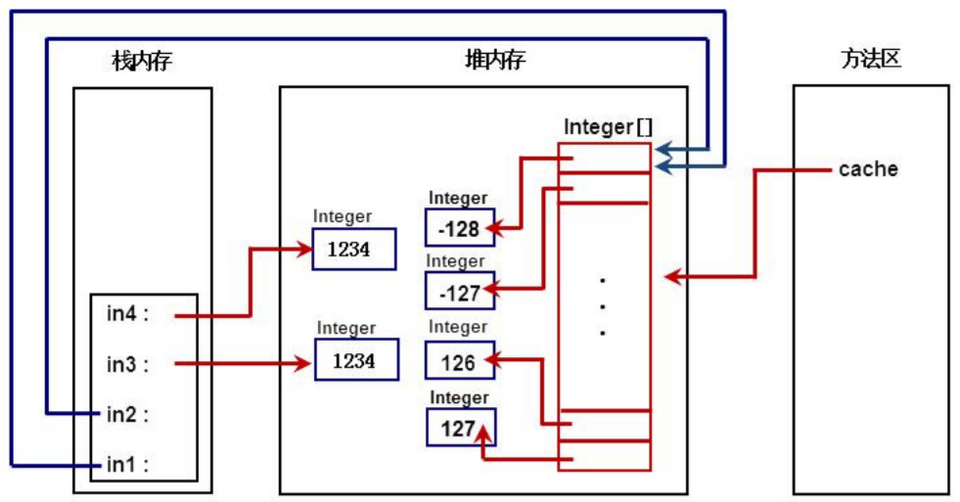 栈内存
堆内存
方法区
Integer[]
cache
Integer
-128
Integer
1234
Integer
-127
in4 :
Integer
1234
Integer
126
in3 :
Integer
127
in2 :
in1 :